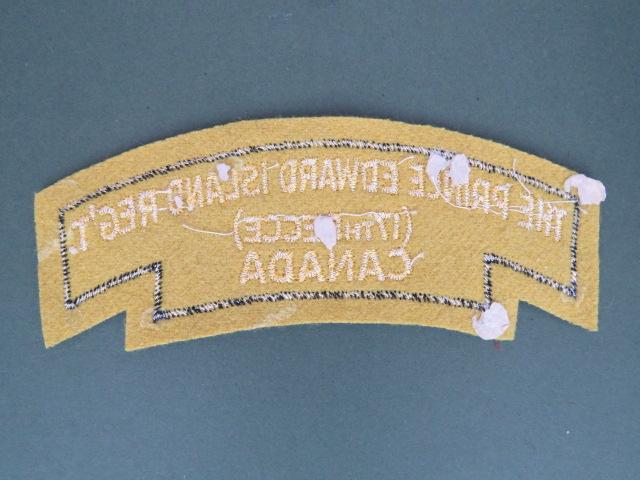 THE PRINCE EDWARD ISLAND REG'T.
(17TH RECCE)
CANADA